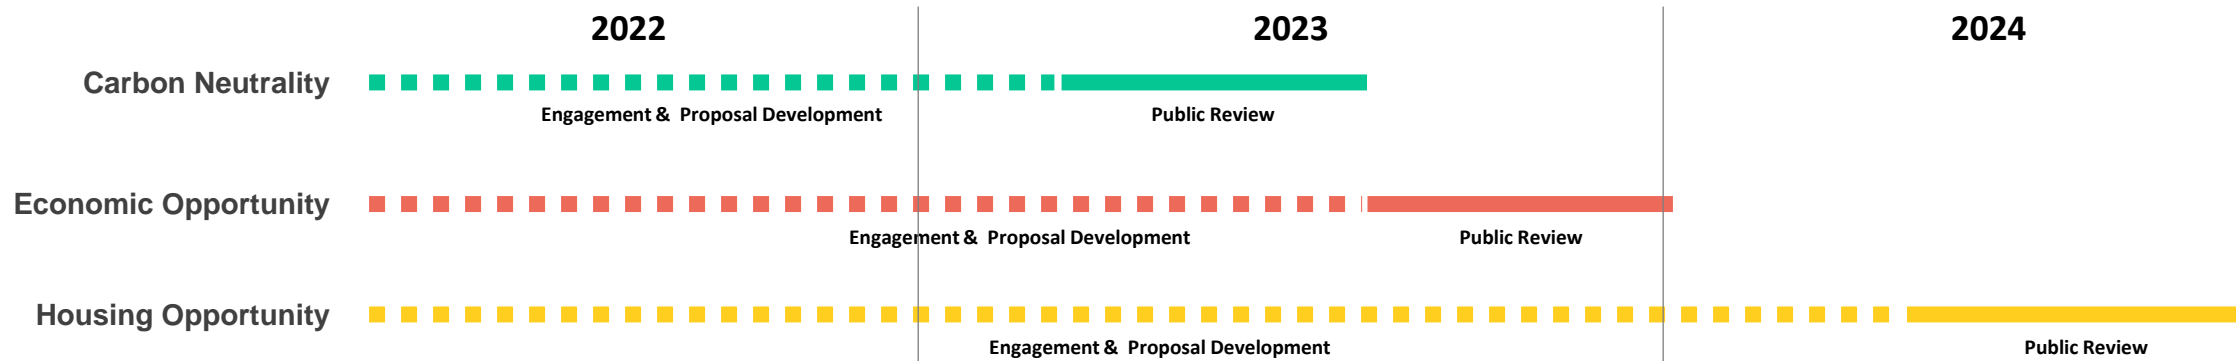 2022 2023 2024
Carbon Neutrality
Engagement & Proposal Development Public Review
Economic Opportunity
Engagement & Proposal Development Public Review
Housing Opportunity
Engagement & Proposal Development Public Review